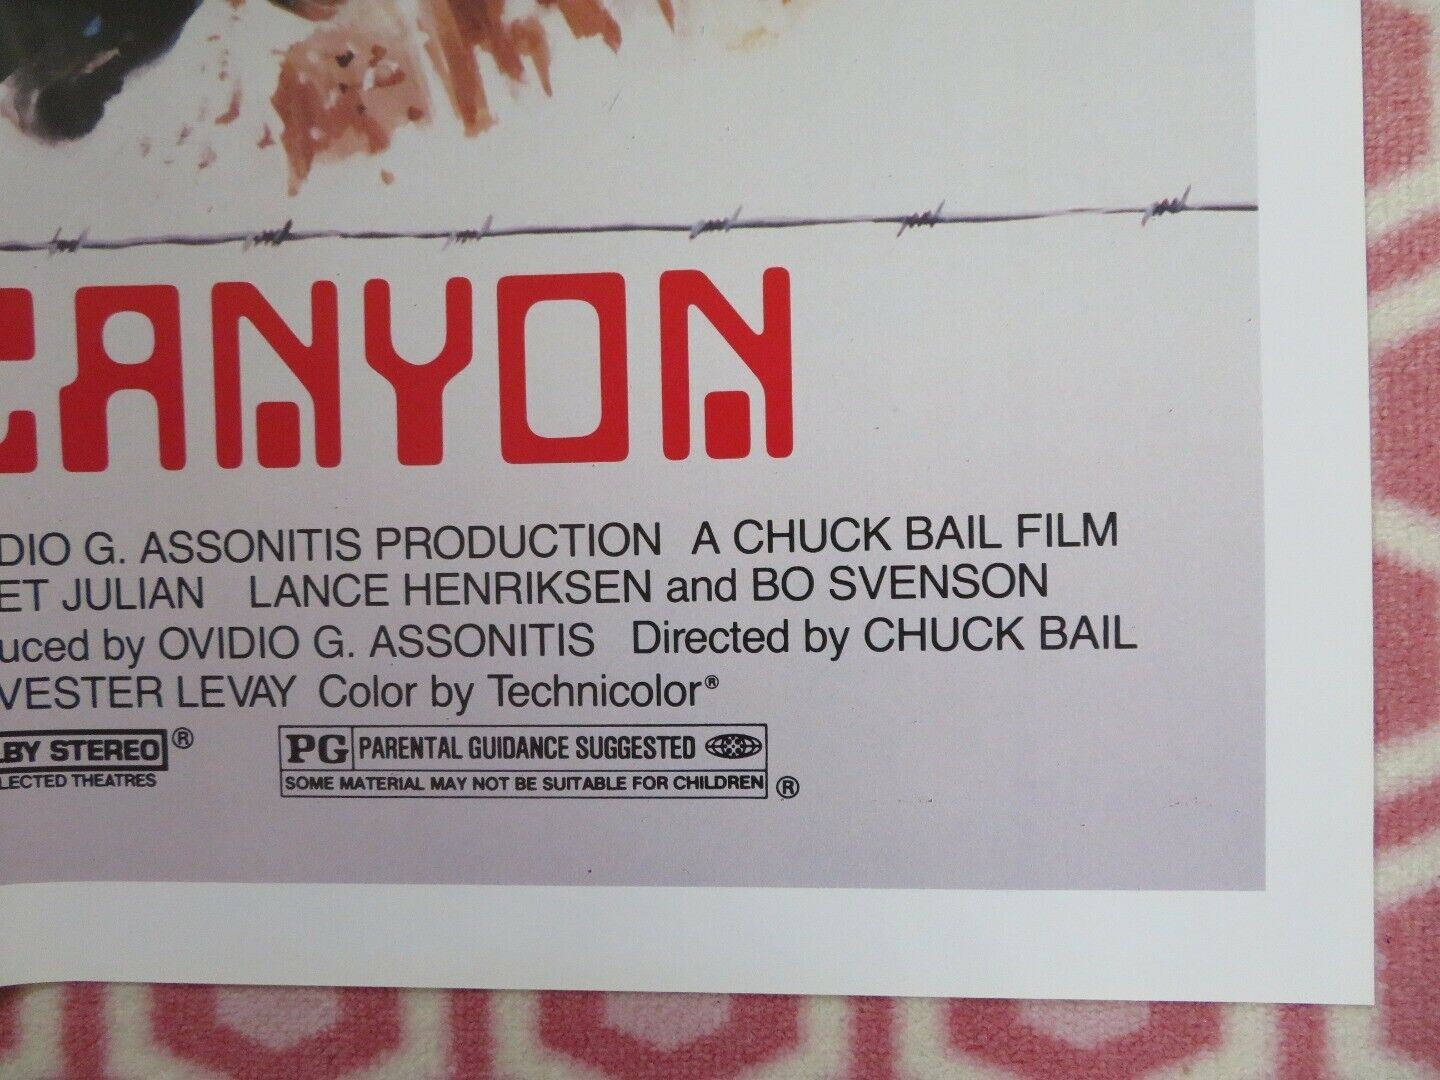 CANYON
DIO G. ASSONITIS PRODUCTION A CHUCK BAIL FILM
ET JULIAN LANCE HENRIKSEN and BO SVENSON
uced by OVIDIO G. ASSONITIS Directed by CHUCK BAIL
VESTER LEVAY Color by Technicolor®
LBY STEREO ®
LECTED THEATRES
PG PARENTAL GUIDANCE SUGGESTED
SOME MATERIAL MAY NOT BE SUITABLE FOR CHILDREN ®